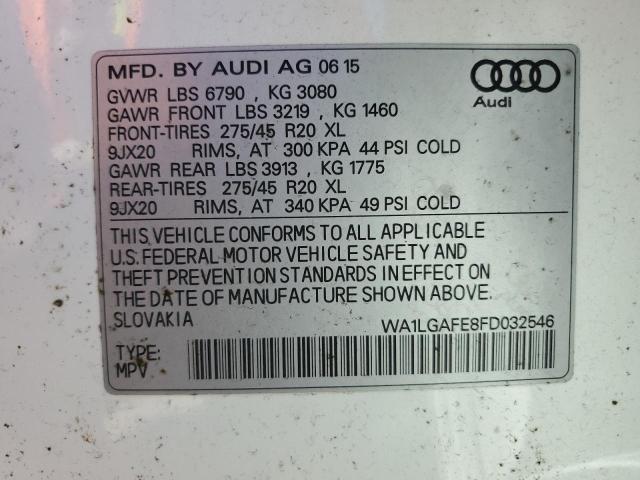 MFD. BY AUDI AG 06 15
GVWR LBS 6790 , KG 3080
GAWR FRONT LBS 3219 , KG 1460
FRONT-TIRES 275/45 R20 XL
9JX20 RIMS, AT 300 KPA 44 PSI COLD
GAWR REAR LBS 3913 , KG 1775
REAR-TIRES 275/45 R20 XL
9JX20 RIMS, AT 340 KPA 49 PSI COLD
Audi
THIS VEHICLE CONFORMS TO ALL APPLICABLE
U.S. FEDERAL MOTOR VEHICLE SAFETY AND
THEFT PREVENTION STANDARDS IN EFFECT ON
THE DATE OF MANUFACTURE SHOWN ABOVE.
SLOVAKIA WA1LGAFE8FD032546
TYPE:
MPV